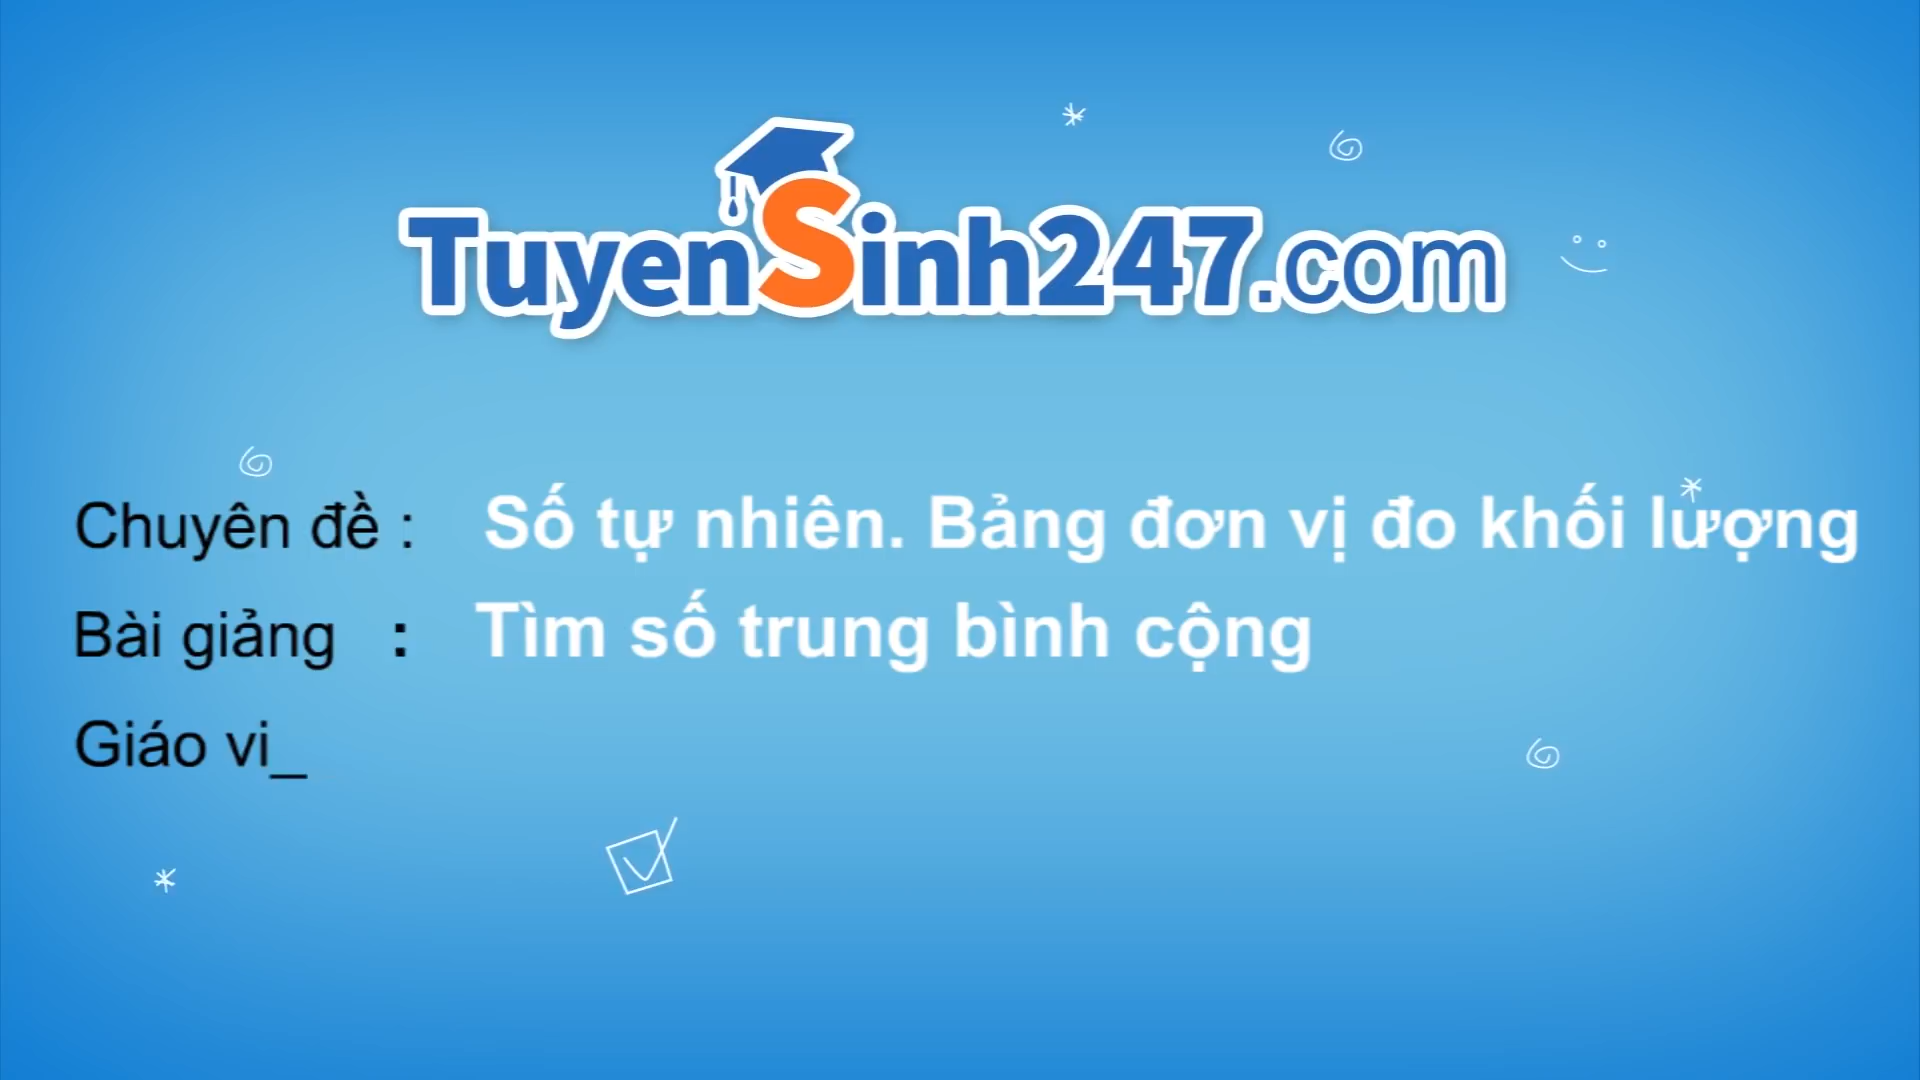 TuyenSinh247.com
Chuyên đề : Số tự nhiên. Bảng đơn vị đo khối lượng
Bài giảng : Tìm số trung bình cộng
Giáo vi_